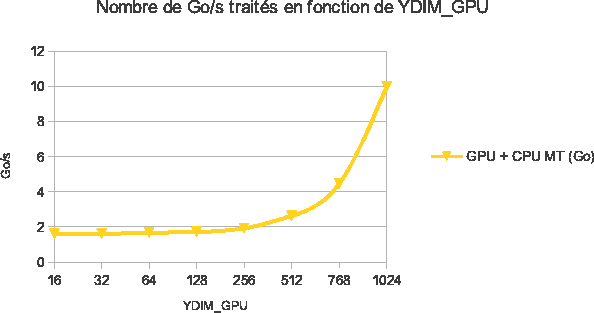 Nombre de Go/s traités en fonction de YDIM_GPU
12
10
8
6
4
2
0
Go/s
16 32 64 128 256 512 768 1024
YDIM_GPU
GPU + CPU MT (Go)